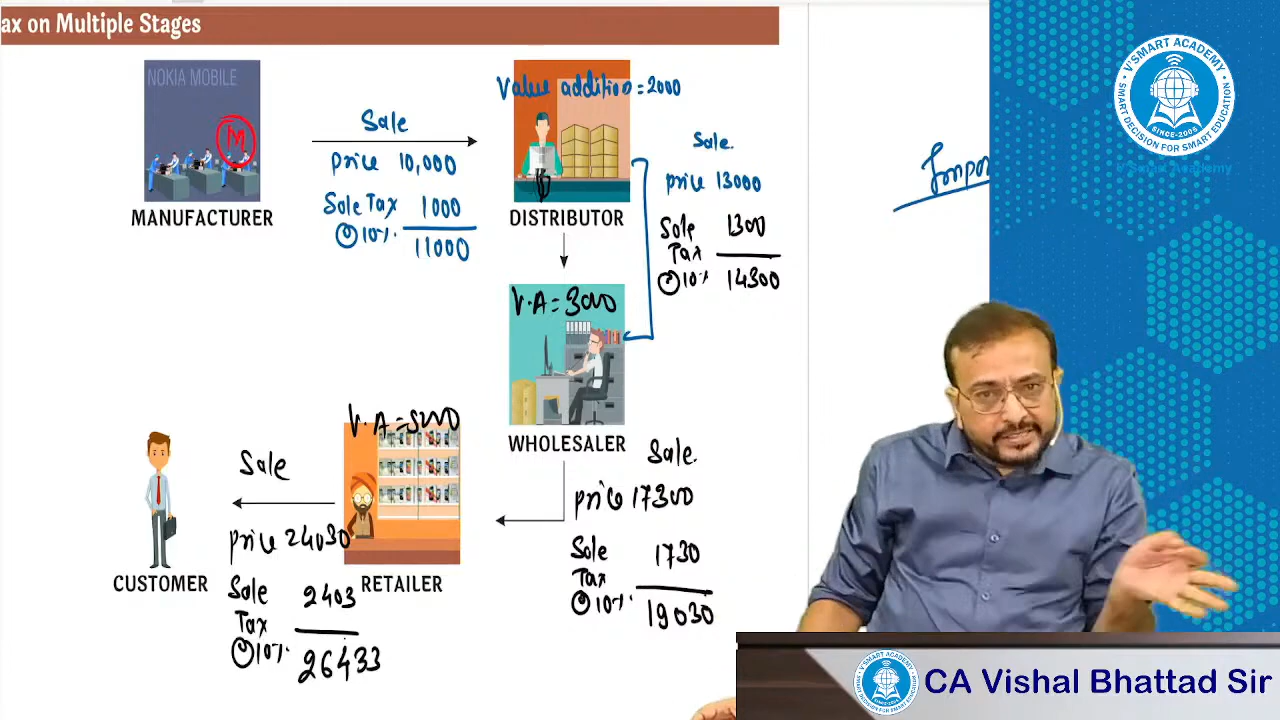 ax on Multiple Stages
NOKIA MOBILE
M
MANUFACTURER
Sale
price 10,000
Sale Tax 1000
@10%.
11000
Value addition = 2000
DISTRIBUTOR
Sale.
price 13000
Sale 1300
Tax
@10% 14300
V.A = 3000
WHOLESALER
Sale.
price 17300
Sale 1730
Tax
@10%. 19030
V.A = 5000
RETAILER
Sale
price 24030
Sale 2403
Tax
@10%. 26433
CUSTOMER
V'SMART ACADEMY
SMART DECISION FOR SMART EDUCATION
SINCE-2006
V'Smart Academy
CA Vishal Bhattad Sir